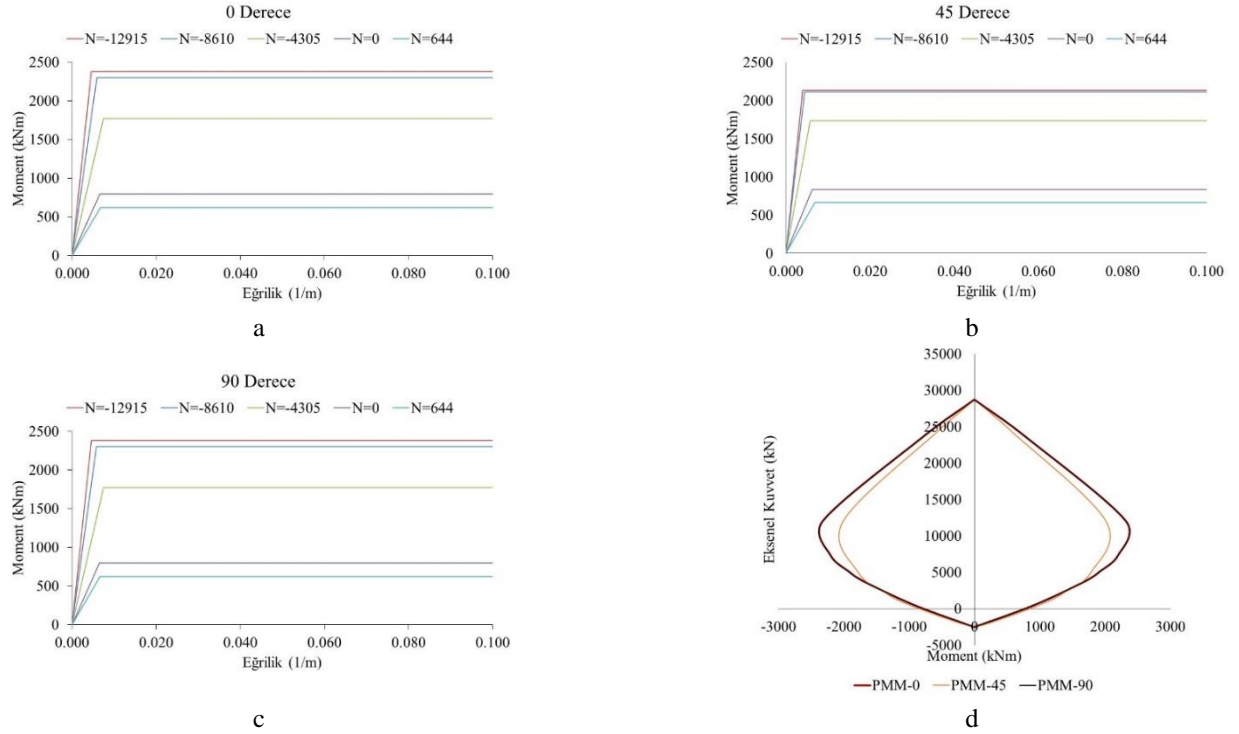 0 Derece
N=-12915 N=-8610 N=-4305 N=0 N=644
2500
2000
1500
1000
500
0
Moment (kNm)
0.000 0.020 0.040 0.060 0.080 0.100
Eğrilik (1/m)
a
45 Derece
N=-12915 N=-8610 N=-4305 N=0 N=644
2500
2000
1500
1000
500
0
Moment (kNm)
0.000 0.020 0.040 0.060 0.080 0.100
Eğrilik (1/m)
b
90 Derece
N=-12915 N=-8610 N=-4305 N=0 N=644
2500
2000
1500
1000
500
0
Moment (kNm)
0.000 0.020 0.040 0.060 0.080 0.100
Eğrilik (1/m)
c
35000
30000
25000
20000
15000
10000
5000
0
-5000
Eksenel Kuvvet (kN)
-3000 -2000 -1000 0 1000 2000 3000
Moment (kNm)
PMM-0 PMM-45 PMM-90
d